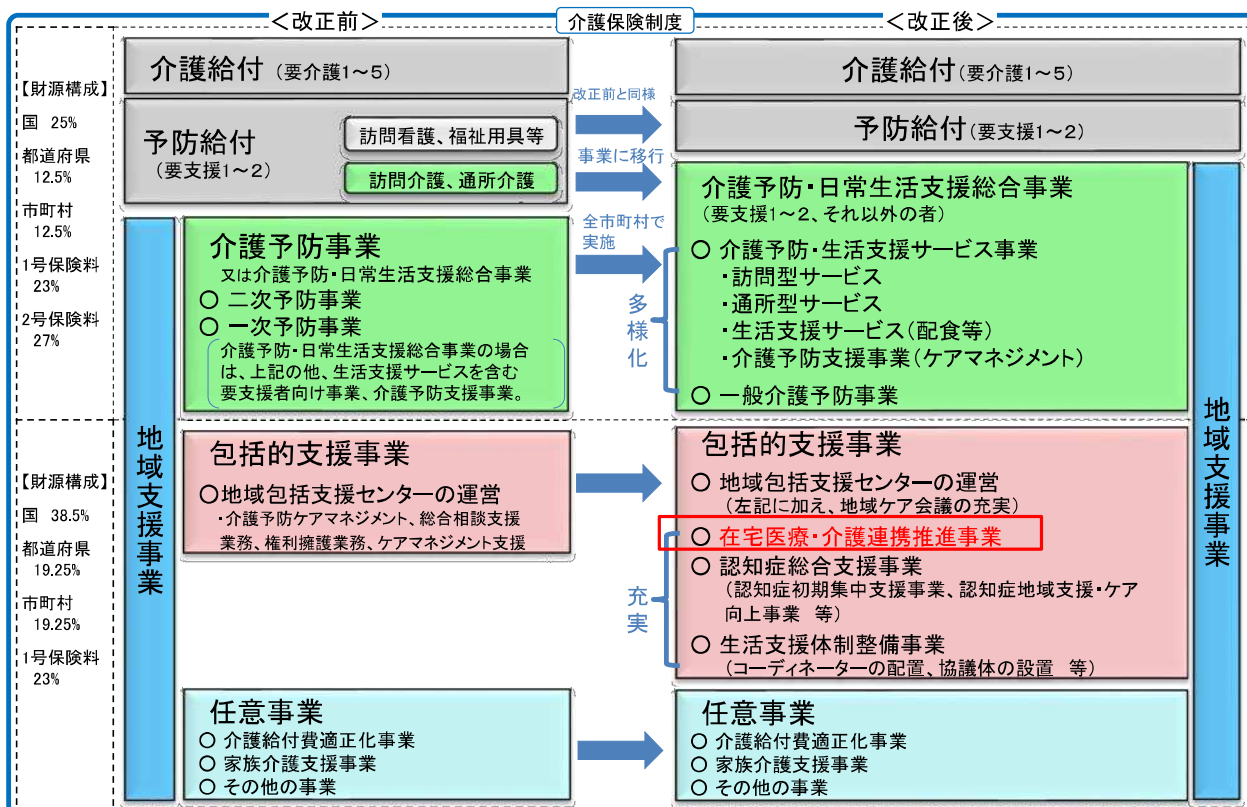 介護保険制度
＜改正前＞
＜改正後＞
【財源構成】
国 25%
都道府県
12.5%
市町村
12.5%
1号保険料
23%
2号保険料
27%
【財源構成】
国 38.5%
都道府県
19.25%
市町村
19.25%
1号保険料
23%
介護給付（要介護1～5）
予防給付
（要支援1～2）
訪問看護、福祉用具等
訪問介護、通所介護
地域支援事業
介護予防事業
又は介護予防・日常生活支援総合事業
○ 二次予防事業
○ 一次予防事業
介護予防・日常生活支援総合事業の場合
は、上記の他、生活支援サービスを含む
要支援者向け事業、介護予防支援事業。
包括的支援事業
○地域包括支援センターの運営
・介護予防ケアマネジメント、総合相談支援
業務、権利擁護業務、ケアマネジメント支援
任意事業
○ 介護給付費適正化事業
○ 家族介護支援事業
○ その他の事業
改正前と同様
事業に移行
全市町村で
実施
多様化
充実
介護給付（要介護1～5）
予防給付（要支援1～2）
介護予防・日常生活支援総合事業
（要支援1～2、それ以外の者）
○ 介護予防・生活支援サービス事業
・訪問型サービス
・通所型サービス
・生活支援サービス（配食等）
・介護予防支援事業（ケアマネジメント）
○ 一般介護予防事業
包括的支援事業
○ 地域包括支援センターの運営
（左記に加え、地域ケア会議の充実）
○ 在宅医療・介護連携推進事業
○ 認知症総合支援事業
（認知症初期集中支援事業、認知症地域支援・ケア
向上事業 等）
○ 生活支援体制整備事業
（コーディネーターの配置、協議体の設置 等）
任意事業
○ 介護給付費適正化事業
○ 家族介護支援事業
○ その他の事業
地域支援事業